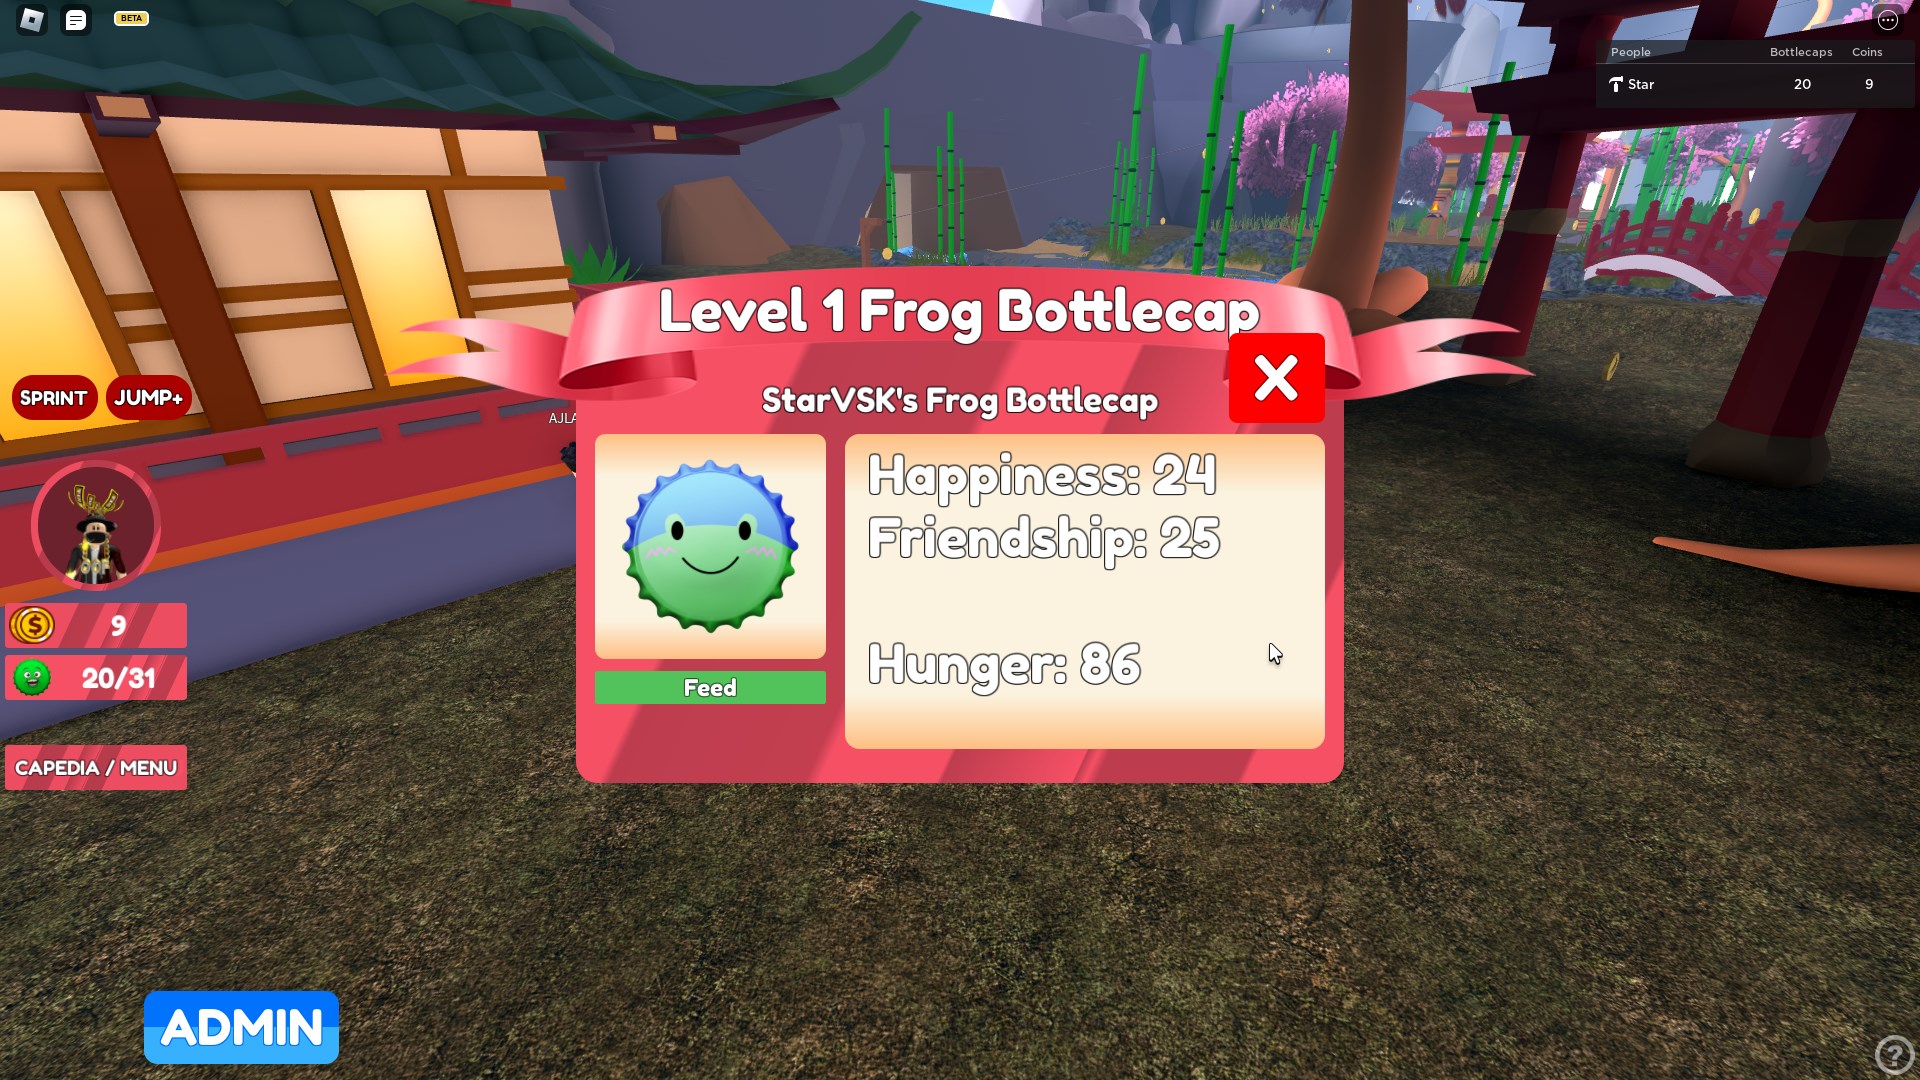 BETA
People Bottlecaps Coins
Star 20 9
Level 1 Frog Bottlecap
StarVSK's Frog Bottlecap
SPRINT JUMP+
Happiness: 24
Friendship: 25
Hunger: 86
9
20/31
Feed
CAPEDIA / MENU
ADMIN